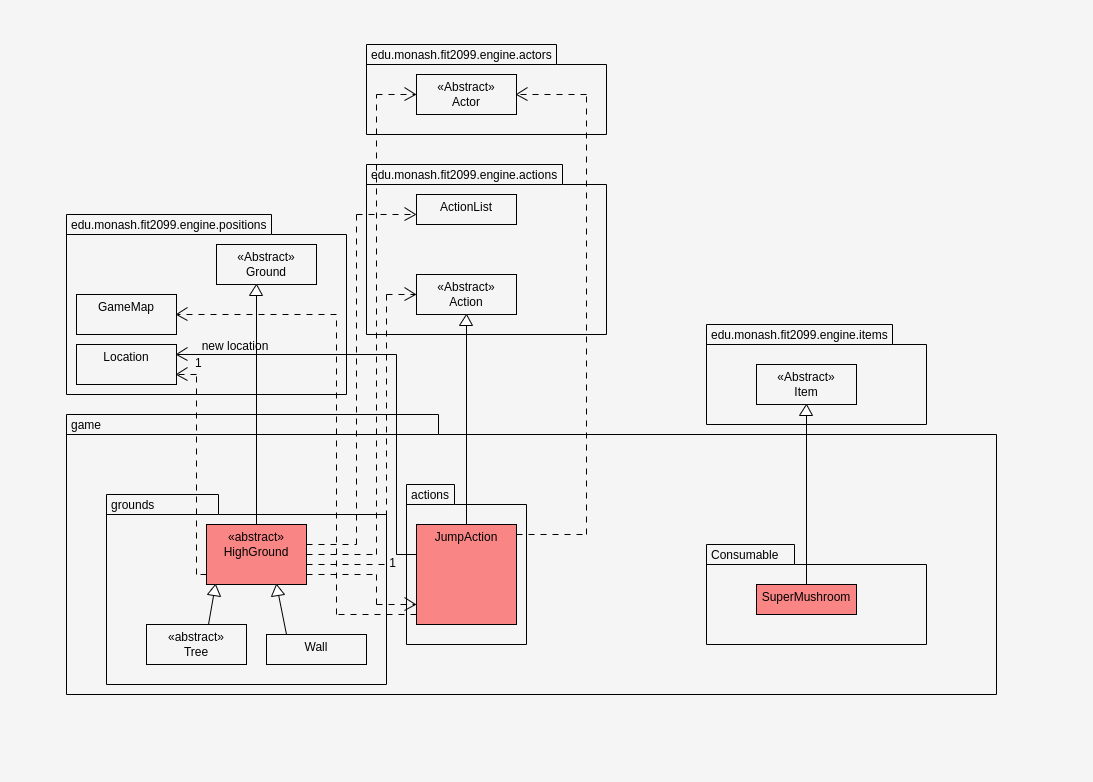 edu.monash.fit2099.engine.actors
«Abstract»
Actor
edu.monash.fit2099.engine.actions
ActionList
«Abstract»
Action
edu.monash.fit2099.engine.positions
«Abstract»
Ground
GameMap
Location
new location
1
edu.monash.fit2099.engine.items
«Abstract»
Item
game
grounds
«abstract»
HighGround
«abstract»
Tree
Wall
actions
JumpAction
1
Consumable
SuperMushroom